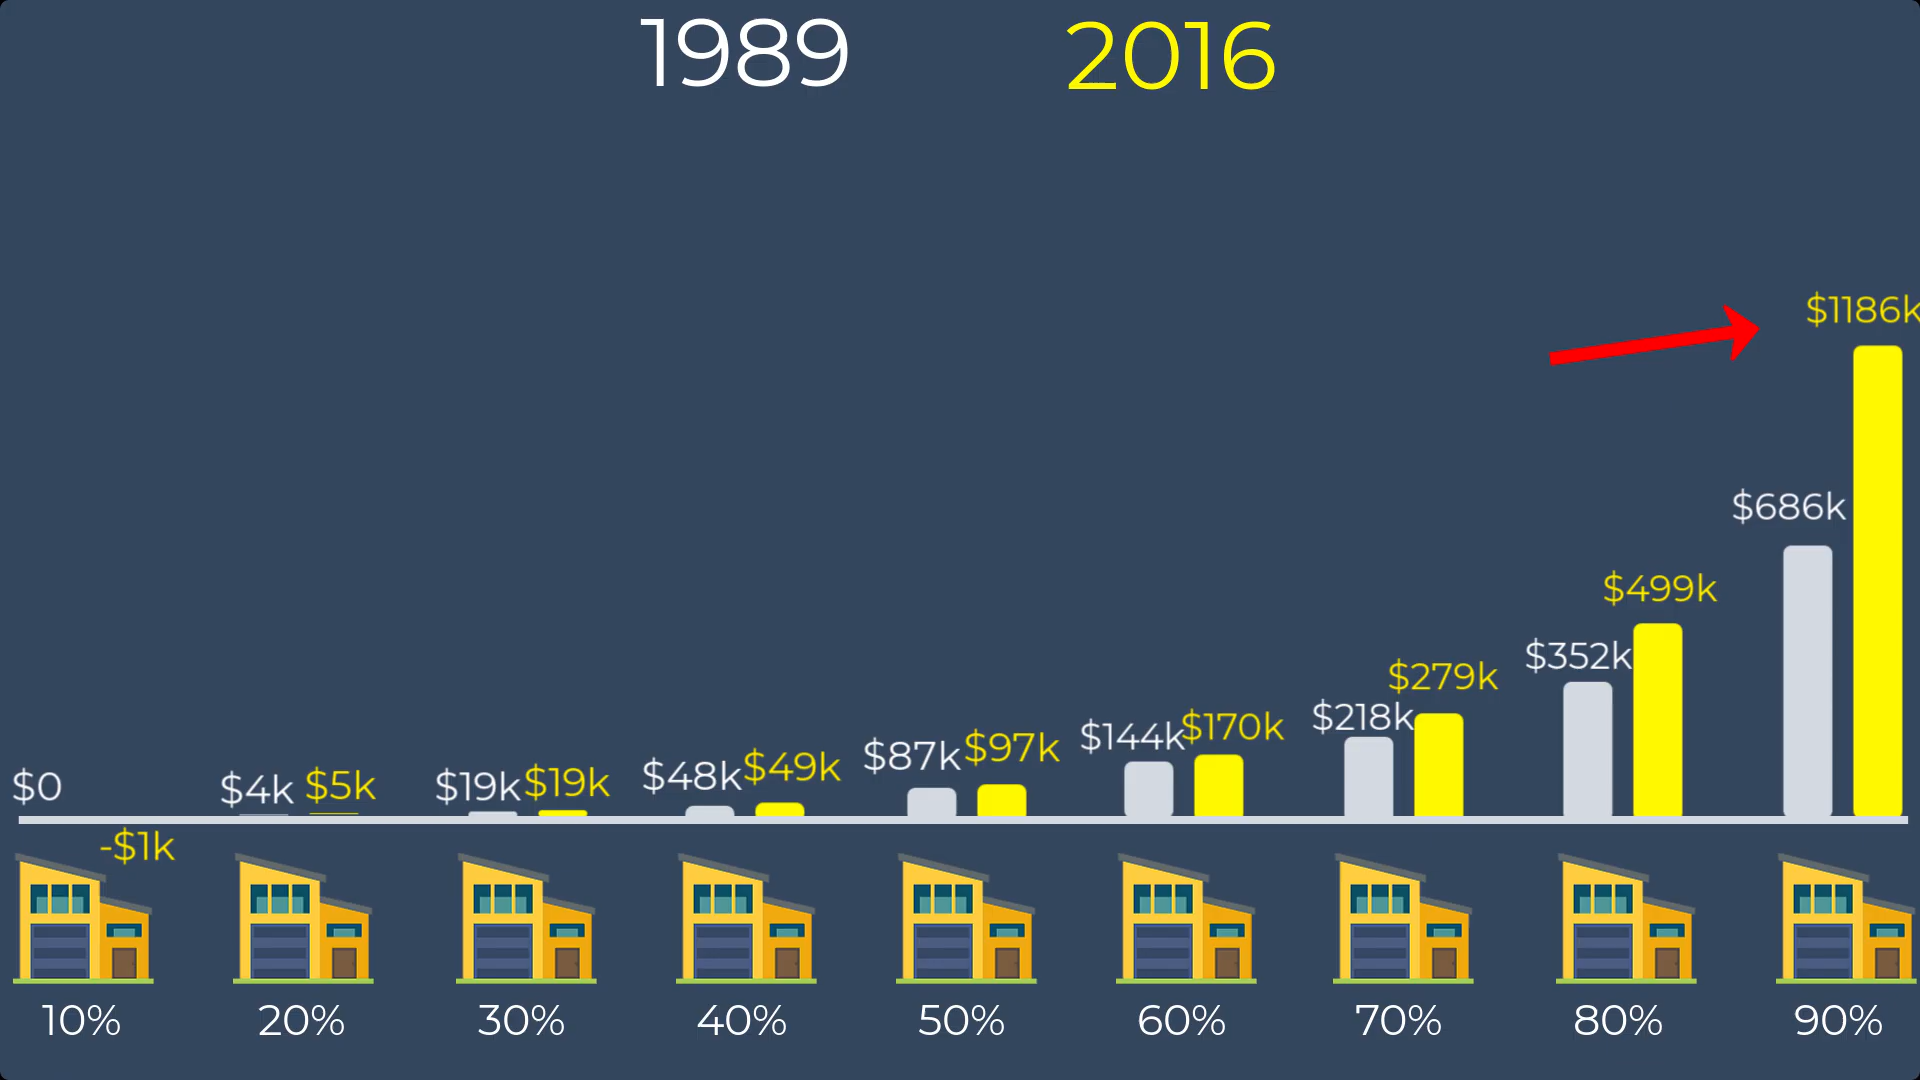 1989 2016
$1186k
$686k
$499k
$352k
$279k
$218k
$170k
$144k
$97k
$87k
$49k
$48k
$19k
$19k
$5k
$4k
$0
-$1k
10% 20% 30% 40% 50% 60% 70% 80% 90%